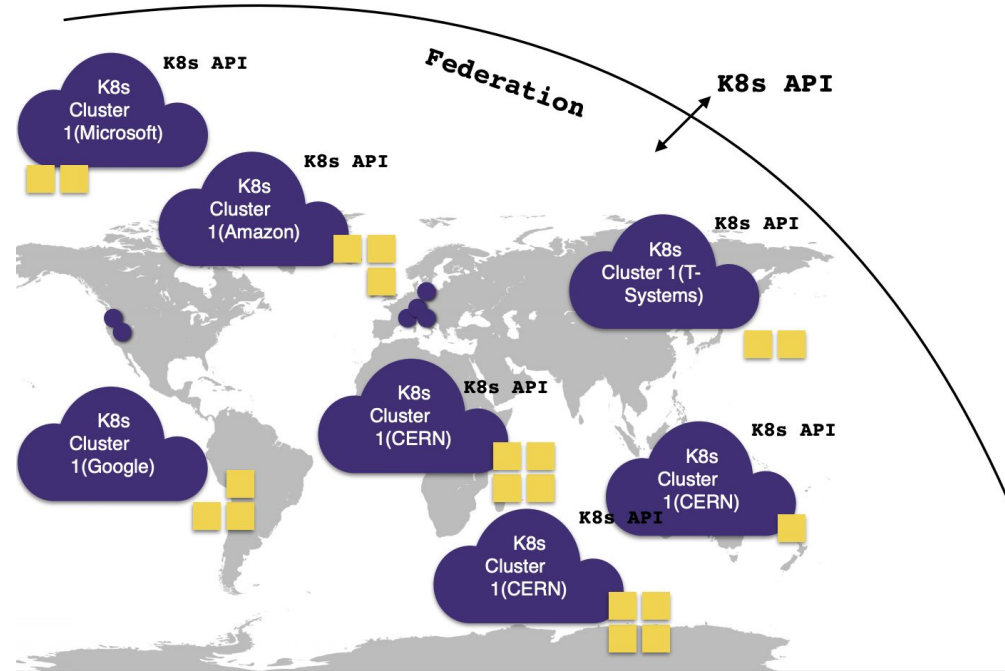 K8s API
K8s
Cluster
1(Microsoft)
Federation
K8s API
K8s API
K8s
Cluster
1(Amazon)
K8s API
K8s
Cluster 1(T-
Systems)
K8s API
K8s
Cluster
1(CERN)
K8s
Cluster
1(Google)
K8s API
K8s
Cluster
1(CERN)
K8s API
K8s
Cluster
1(CERN)